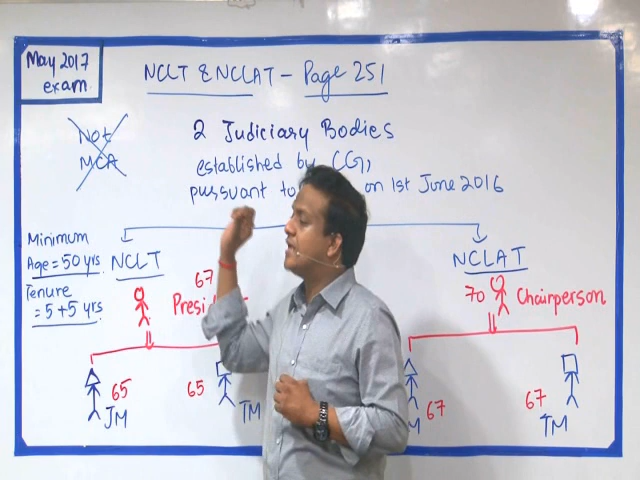 May 2017
exam
NCLT & NCLAT - Page 251
Not
MCA
2 Judiciary Bodies
established by CG,
pursuant to on 1st June 2016
Minimum
Age = 50 yrs.
Tenure
= 5+5 yrs.
NCLT
67
NCLAT
70 Chairperson
65
JM
65
TM
67
67
TM